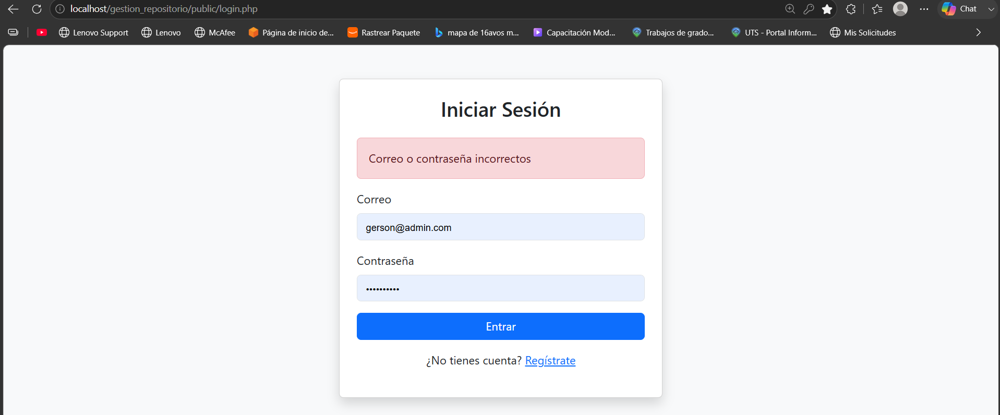 localhost/gestion_repositorio/public/login.php
Chat
Lenovo Support Lenovo McAfee Página de inicio de... Rastrear Paquete mapa de 16avos m... Capacitación Mod... Trabajos de grado... UTS - Portal Inform... Mis Solicitudes
Iniciar Sesión
Correo o contraseña incorrectos
Correo
gerson@admin.com
Contraseña
••••••••••
Entrar
¿No tienes cuenta? Regístrate